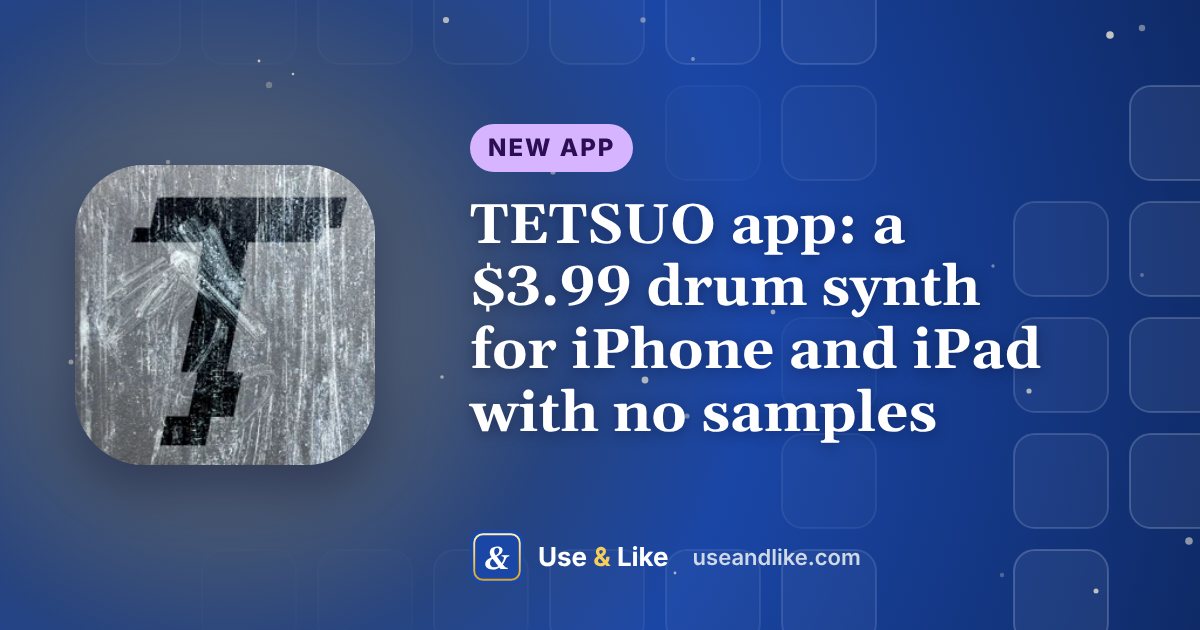 NEW APP
TETSUO app: a
$3.99 drum synth
for iPhone and iPad
with no samples
T
& Use & Like useandlike.com